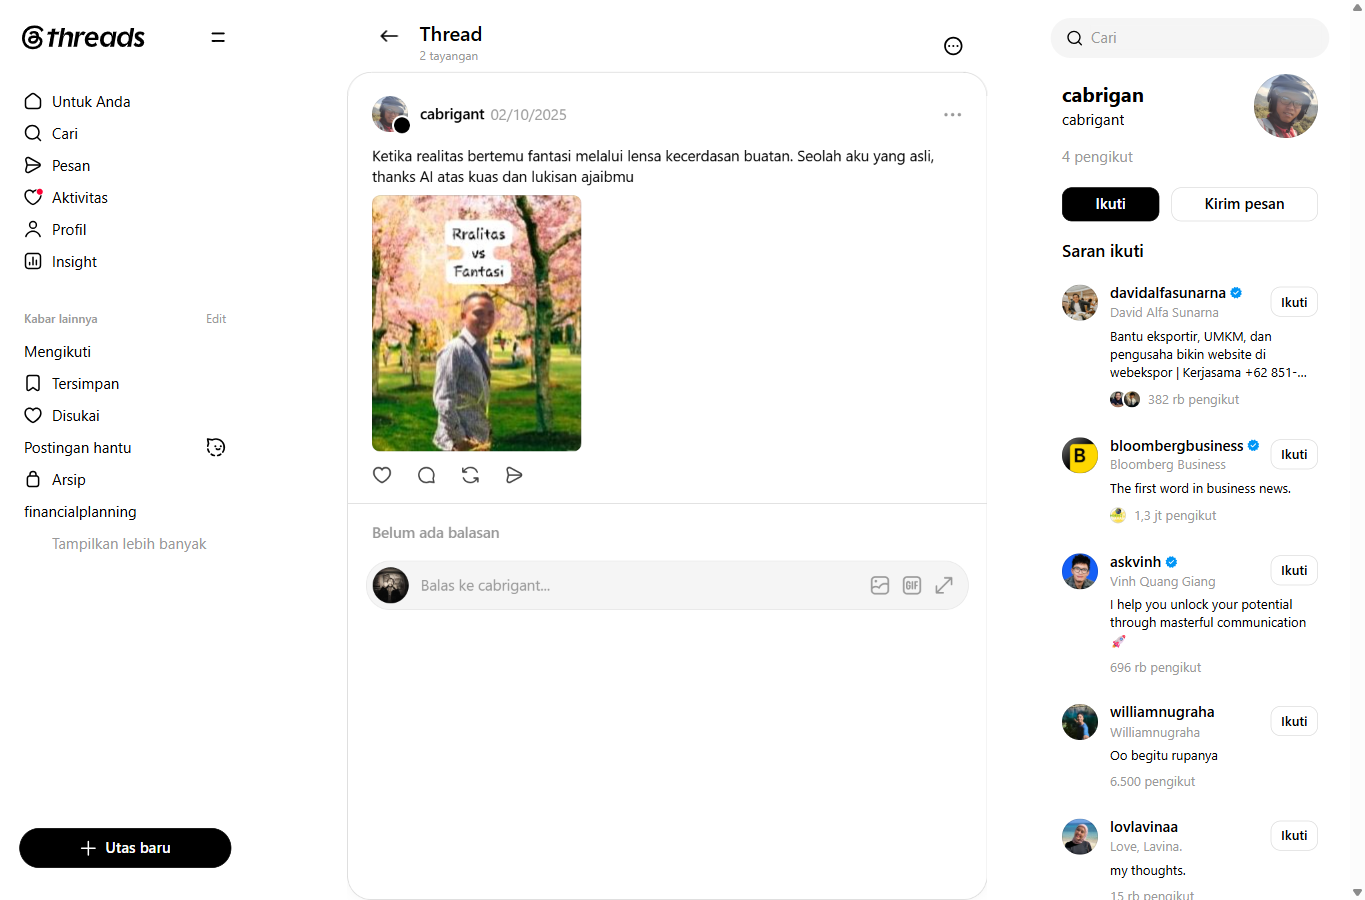 threads
Untuk Anda
Cari
Pesan
Aktivitas
Profil
Insight
Kabar lainnya
Edit
Mengikuti
Tersimpan
Disukai
Postingan hantu
Arsip
financialplanning
Tampilkan lebih banyak
Utas baru
Thread
2 tayangan
cabrigant 02/10/2025
Ketika realitas bertemu fantasi melalui lensa kecerdasan buatan. Seolah aku yang asli,
thanks AI atas kuas dan lukisan ajaibmu
Rralitas
vs
Fantasi
Belum ada balasan
Balas ke cabrigant...
GIF
Cari
cabrigan
cabrigant
4 pengikut
Ikuti
Kirim pesan
Saran ikuti
davidalfasunarna
Ikuti
David Alfa Sunarna
Bantu eksportir, UMKM, dan
pengusaha bikin website di
webekspor | Kerjasama +62 851-...
382 rb pengikut
B
bloombergbusiness
Ikuti
Bloomberg Business
The first word in business news.
1,3 jt pengikut
askvinh
Ikuti
Vinh Quang Giang
I help you unlock your potential
through masterful communication
🚀
696 rb pengikut
williamnugraha
Ikuti
Williamnugraha
Oo begitu rupanya
6.500 pengikut
lovlavinaa
Ikuti
Love, Lavina.
my thoughts.
15 rb pengikut